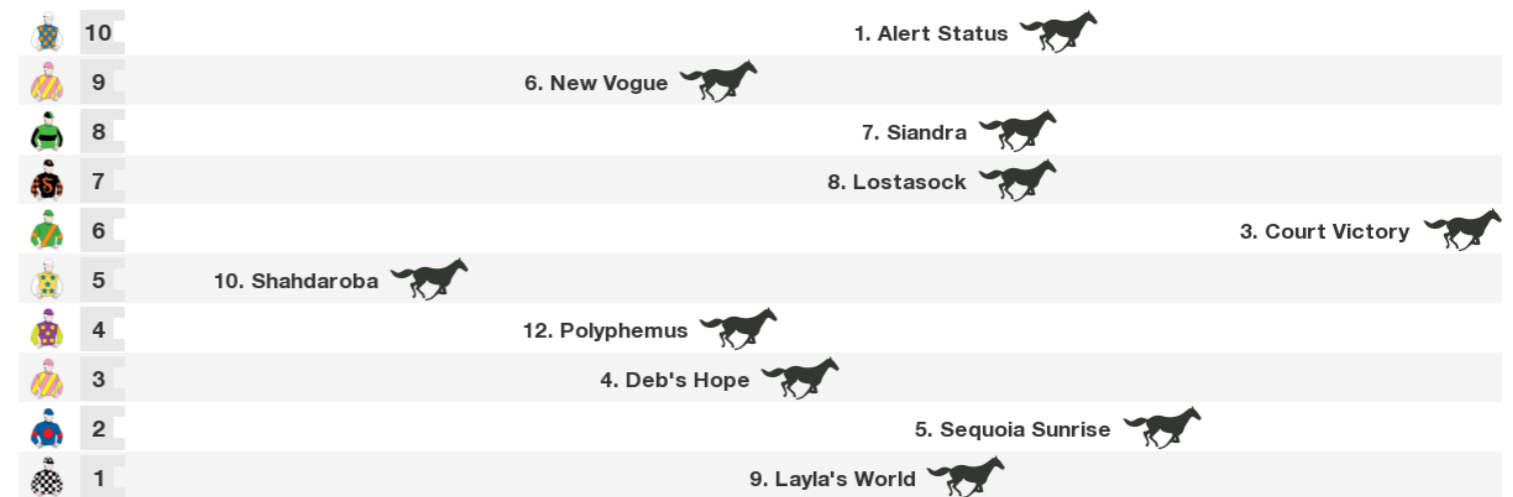 10 1. Alert Status
9 6. New Vogue
8 7. Siandra
7 8. Lostasock
6 3. Court Victory
5 10. Shahdaroba
4 12. Polyphemus
3 4. Deb's Hope
2 5. Sequoia Sunrise
1 9. Layla's World